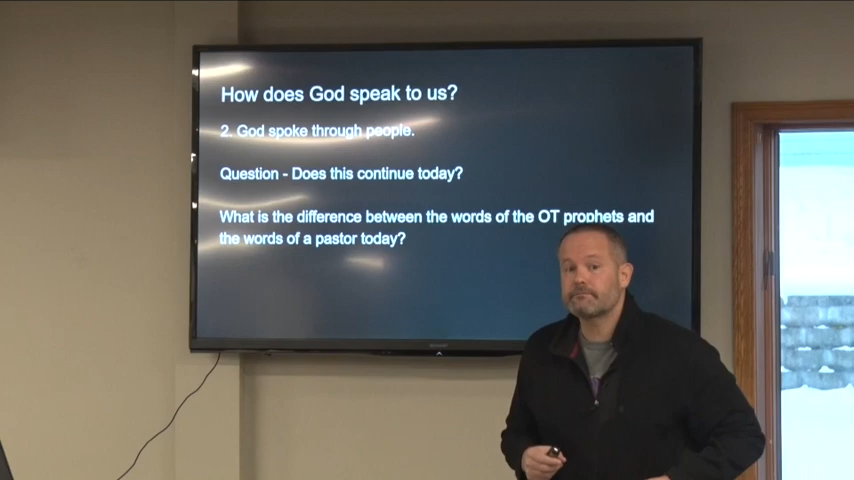 How does God speak to us?
2. God spoke through people.
Question - Does this continue today?
What is the difference between the words of the OT prophets and
the words of a pastor today?